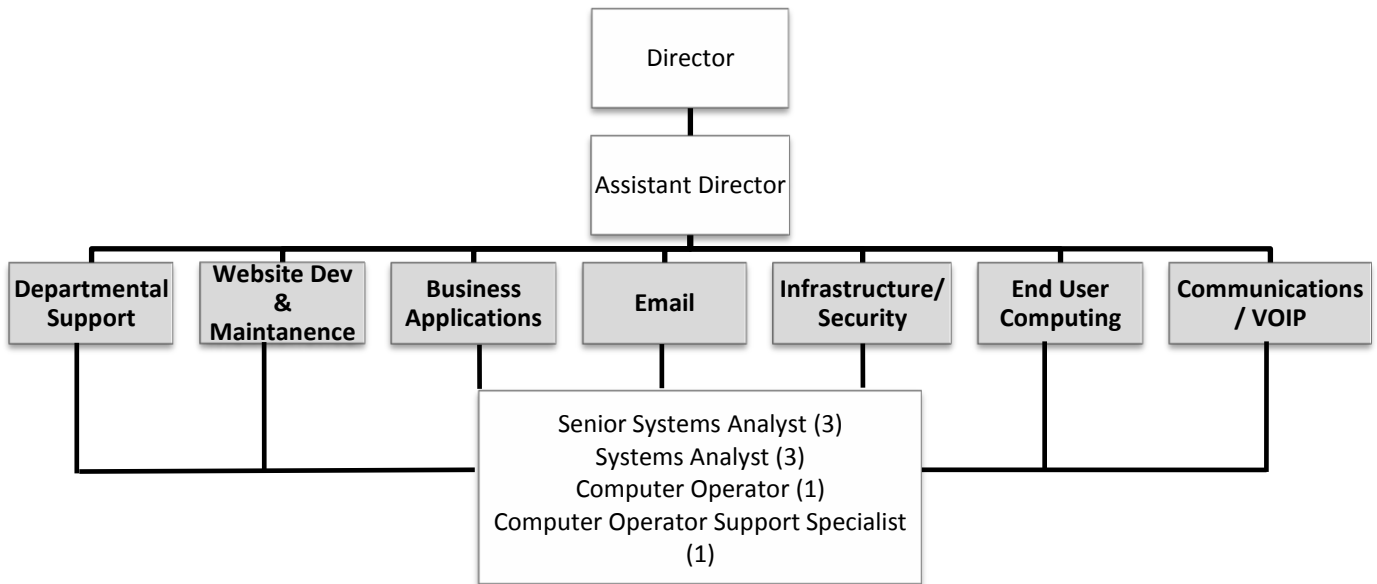 Director
Assistant Director
Departmental
Support
Website Dev
&
Maintanence
Business
Applications
Email
Infrastructure/
Security
End User
Computing
Communications
/ VOIP
Senior Systems Analyst (3)
Systems Analyst (3)
Computer Operator (1)
Computer Operator Support Specialist
(1)